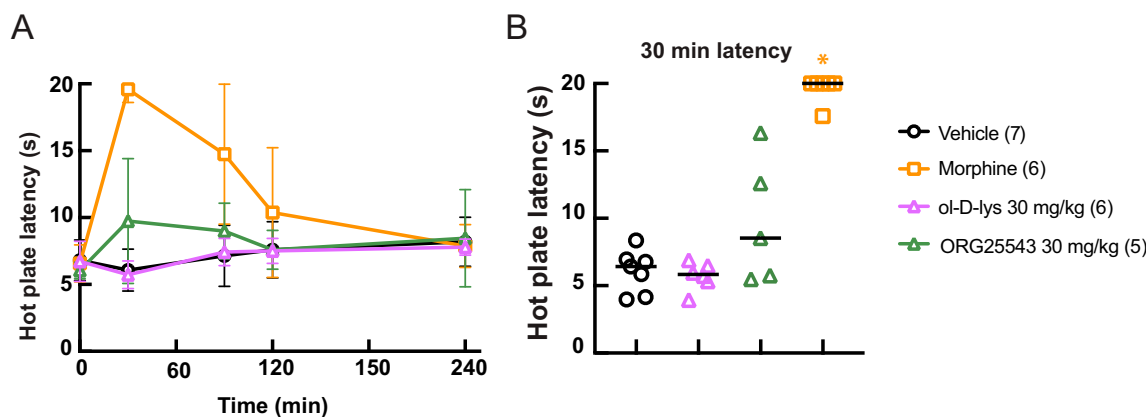 A
Hot plate latency (s)
20
15
10
5
0
0 60 120 150 240
Time (min)
B
30 min latency
Hot plate latency (s)
20
15
10
5
0
*
Vehicle (7)
Morphine (6)
ol-D-lys 30 mg/kg (6)
ORG25543 30 mg/kg (5)